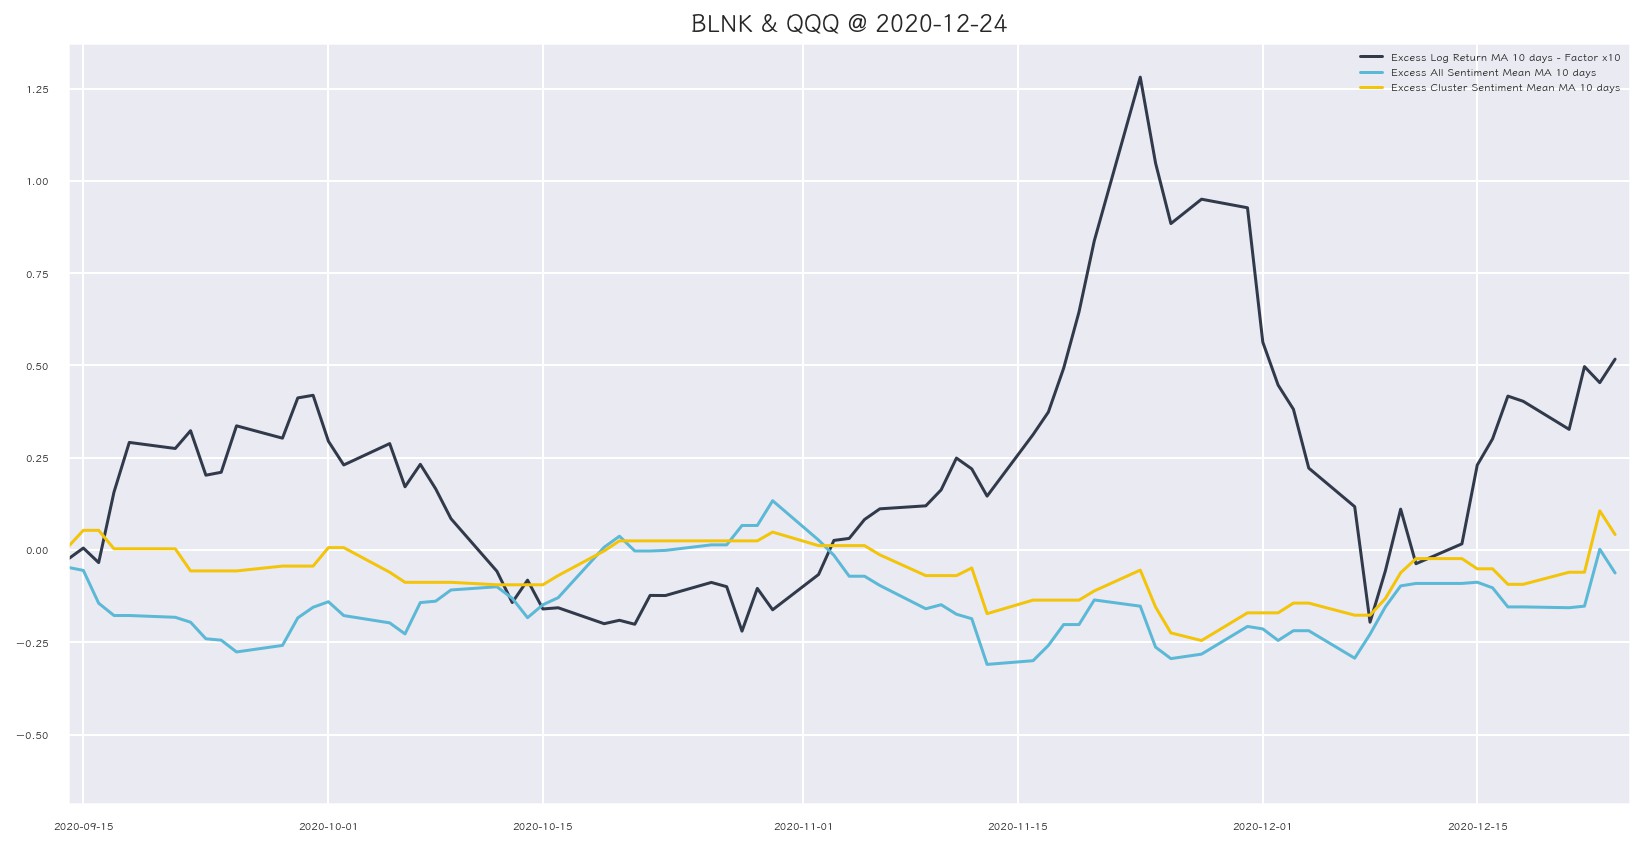 BLNK & QQQ @ 2020-12-24
Excess Log Return MA 10 days - Factor x10
Excess All Sentiment Mean MA 10 days
Excess Cluster Sentiment Mean MA 10 days
1.25
1.00
0.75
0.50
0.25
0.00
−0.25
−0.50
2020-09-15 2020-10-01 2020-10-15 2020-11-01 2020-11-15 2020-12-01 2020-12-15